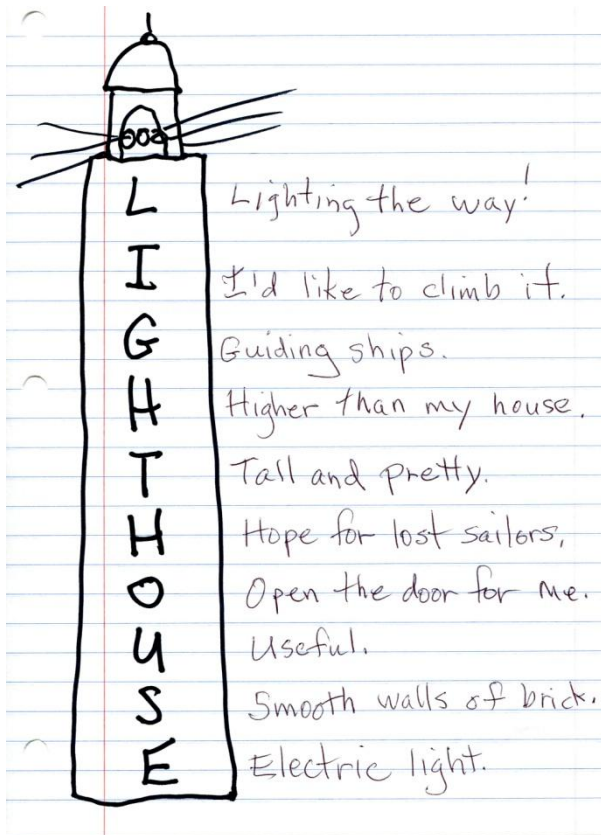 L Lighting the way!
I I'd like to climb it.
G Guiding ships.
H Higher than my house.
T Tall and pretty.
H Hope for lost sailors,
O Open the door for me.
U Useful.
S Smooth walls of brick.
E Electric light.